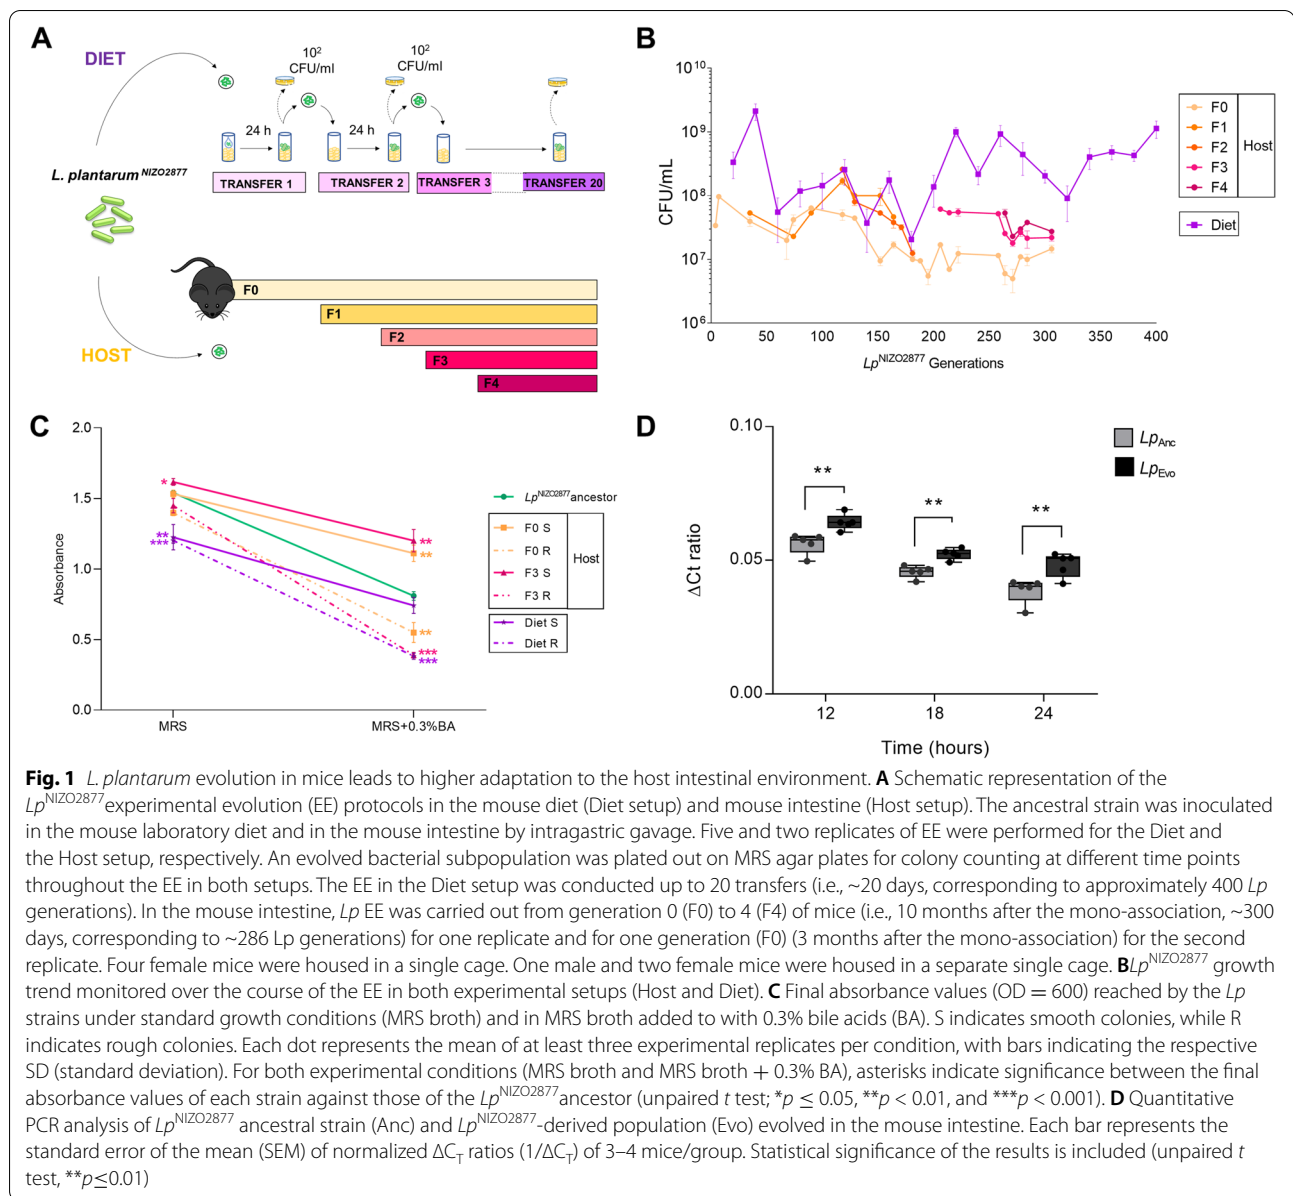 A
DIET
10² CFU/ml
10² CFU/ml
24 h
24 h
L. plantarum^NIZO2877
TRANSFER 1
TRANSFER 2
TRANSFER 3
TRANSFER 20
F0
F1
F2
F3
F4
HOST
B
CFU/mL
10¹⁰
10⁹
10⁸
10⁷
10⁶
0 50 100 150 200 250 300 350 400
Lp^NIZO2877 Generations
F0
F1
F2
F3
F4
Host
Diet
C
Absorbance
2.0
1.5
1.0
0.5
0.0
*
**
***
**
**
**
***
***
MRS
MRS+0.3%BA
Lp^NIZO2877 ancestor
F0 S
F0 R
F3 S
F3 R
Host
Diet S
Diet R
D
ΔCt ratio
0.10
0.05
0.00
**
**
**
12 18 24
Time (hours)
Lp_Anc
Lp_Evo
Fig. 1 L. plantarum evolution in mice leads to higher adaptation to the host intestinal environment. A Schematic representation of the
Lp^NIZO2877 experimental evolution (EE) protocols in the mouse diet (Diet setup) and mouse intestine (Host setup). The ancestral strain was inoculated
in the mouse laboratory diet and in the mouse intestine by intragastric gavage. Five and two replicates of EE were performed for the Diet and
the Host setup, respectively. An evolved bacterial subpopulation was plated out on MRS agar plates for colony counting at different time points
throughout the EE in both setups. The EE in the Diet setup was conducted up to 20 transfers (i.e., ~20 days, corresponding to approximately 400 Lp
generations). In the mouse intestine, Lp EE was carried out from generation 0 (F0) to 4 (F4) of mice (i.e., 10 months after the mono-association, ~300
days, corresponding to ~286 Lp generations) for one replicate and for one generation (F0) (3 months after the mono-association) for the second
replicate. Four female mice were housed in a single cage. One male and two female mice were housed in a separate single cage. BLp^NIZO2877 growth
trend monitored over the course of the EE in both experimental setups (Host and Diet). C Final absorbance values (OD = 600) reached by the Lp
strains under standard growth conditions (MRS broth) and in MRS broth added to with 0.3% bile acids (BA). S indicates smooth colonies, while R
indicates rough colonies. Each dot represents the mean of at least three experimental replicates per condition, with bars indicating the respective
SD (standard deviation). For both experimental conditions (MRS broth and MRS broth + 0.3% BA), asterisks indicate significance between the final
absorbance values of each strain against those of the Lp^NIZO2877 ancestor (unpaired t test; *p ≤ 0.05, **p < 0.01, and ***p < 0.001). D Quantitative
PCR analysis of Lp^NIZO2877 ancestral strain (Anc) and Lp^NIZO2877-derived population (Evo) evolved in the mouse intestine. Each bar represents the
standard error of the mean (SEM) of normalized ΔC_T ratios (1/ΔC_T) of 3–4 mice/group. Statistical significance of the results is included (unpaired t
test, **p≤0.01)